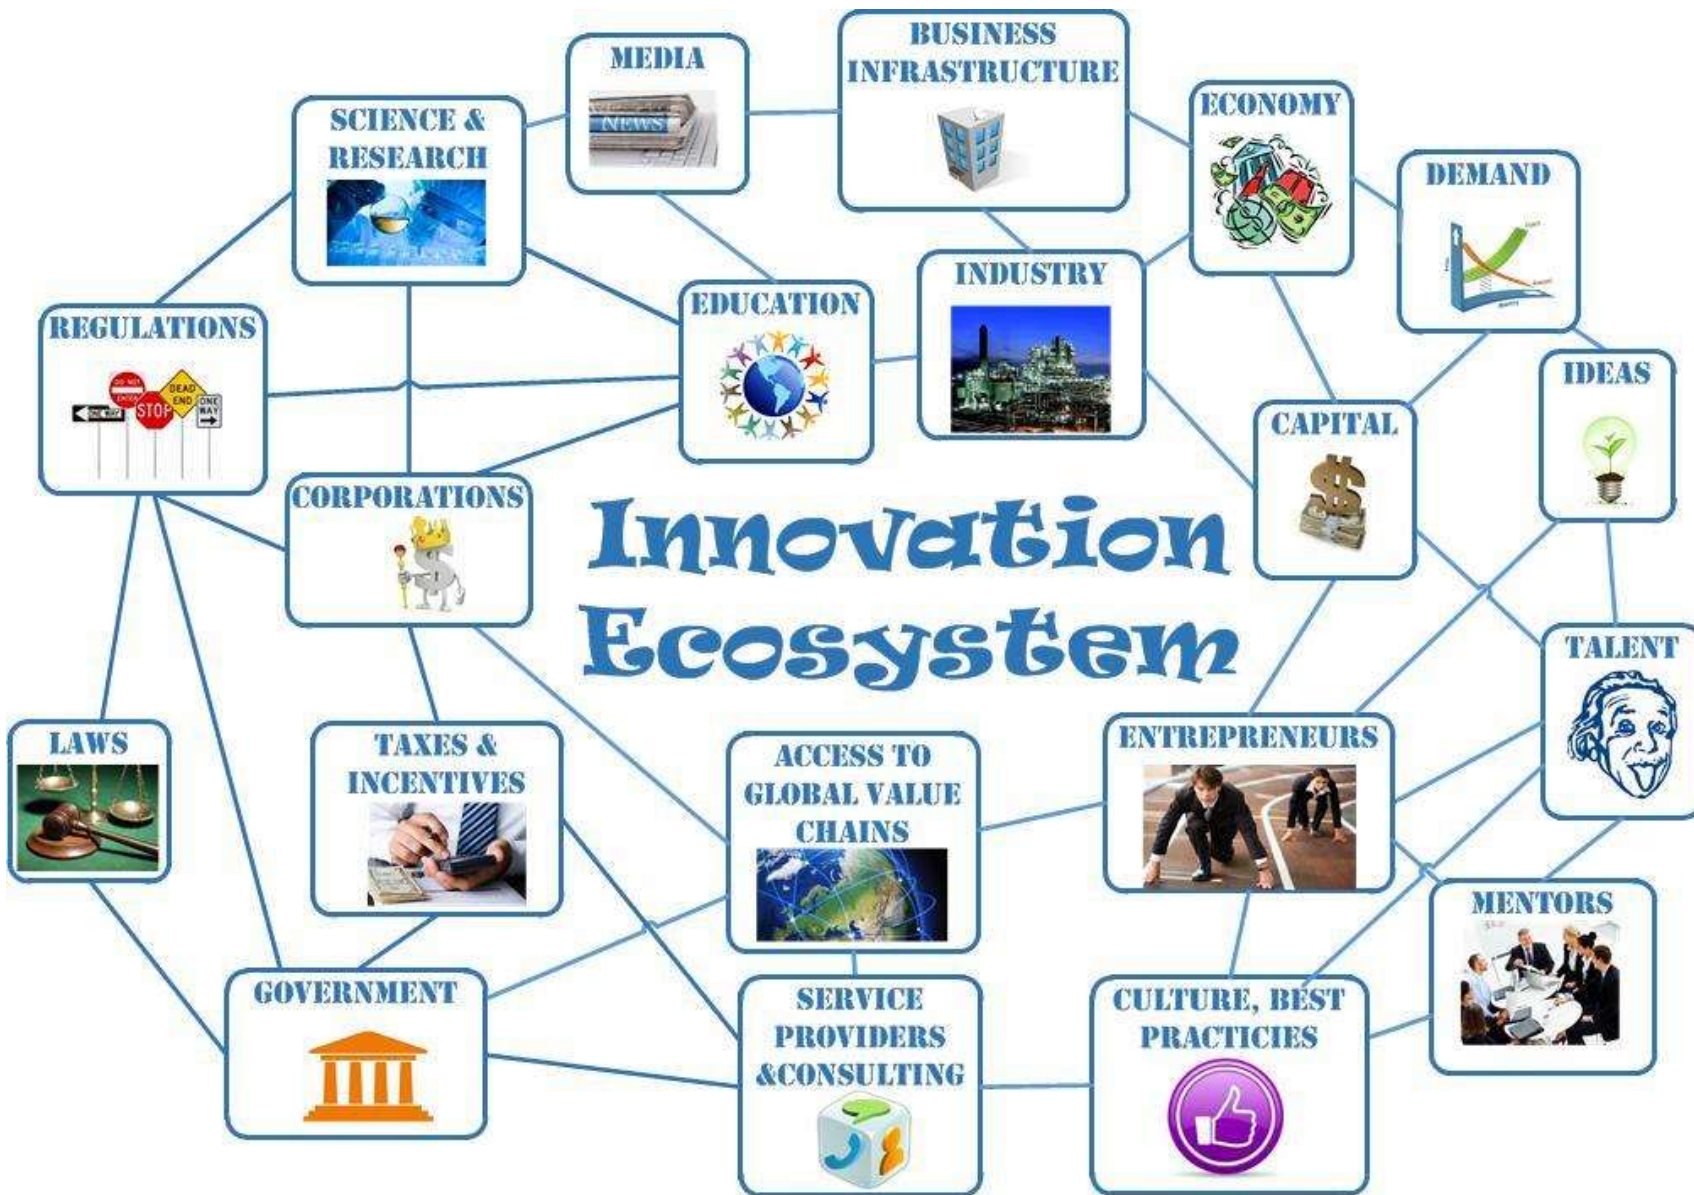 MEDIA
NEWS
BUSINESS
INFRASTRUCTURE
SCIENCE &
RESEARCH
ECONOMY
DEMAND
REGULATIONS
DO NOT
ENTER
ONE WAY
STOP
DEAD
END
ONE
WAY
EDUCATION
INDUSTRY
IDEAS
CAPITAL
CORPORATIONS
Innovation
Ecosystem
TALENT
LAWS
TAXES &
INCENTIVES
ACCESS TO
GLOBAL VALUE
CHAINS
ENTREPRENEURS
MENTORS
GOVERNMENT
SERVICE
PROVIDERS
&CONSULTING
CULTURE, BEST
PRACTICIES